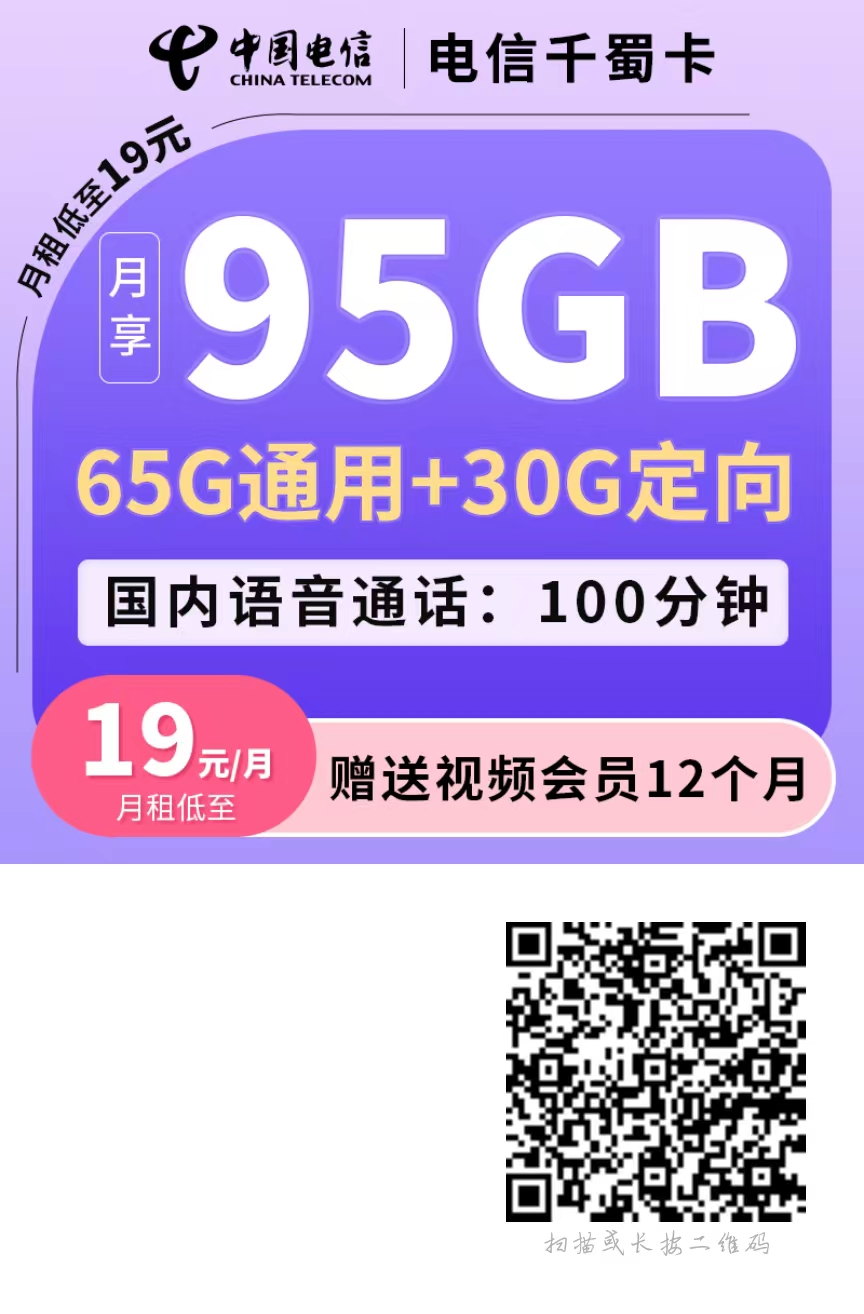 中国电信
CHINA TELECOM
电信千蜀卡
月租低至19元
月享
95GB
65G通用+30G定向
国内语音通话：100分钟
19元/月
月租低至
赠送视频会员12个月
扫描或长按二维码